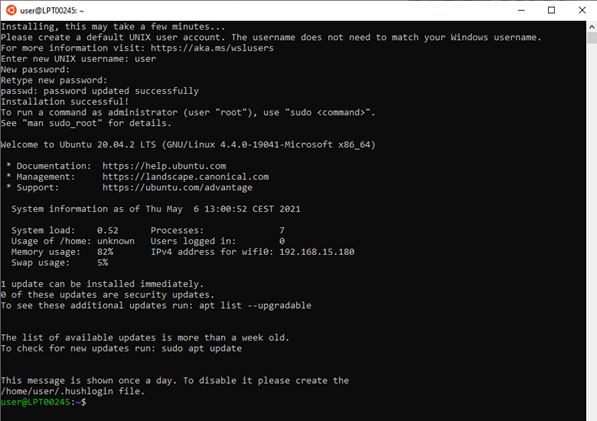 user@LPT00245: ~
Installing, this may take a few minutes...
Please create a default UNIX user account. The username does not need to match your Windows username.
For more information visit: https://aka.ms/wslusers
Enter new UNIX username: user
New password:
Retype new password:
passwd: password updated successfully
Installation successful!
To run a command as administrator (user "root"), use "sudo <command>".
See "man sudo_root" for details.
Welcome to Ubuntu 20.04.2 LTS (GNU/Linux 4.4.0-19041-Microsoft x86_64)
* Documentation:  https://help.ubuntu.com
* Management:     https://landscape.canonical.com
* Support:        https://ubuntu.com/advantage
System information as of Thu May  6 13:00:52 CEST 2021
System load:    0.52      Processes:              7
Usage of /home: unknown   Users logged in:        0
Memory usage:   82%       IPv4 address for wifi0: 192.168.15.180
Swap usage:     5%
1 update can be installed immediately.
0 of these updates are security updates.
To see these additional updates run: apt list --upgradable
The list of available updates is more than a week old.
To check for new updates run: sudo apt update
This message is shown once a day. To disable it please create the
/home/user/.hushlogin file.
user@LPT00245:~$